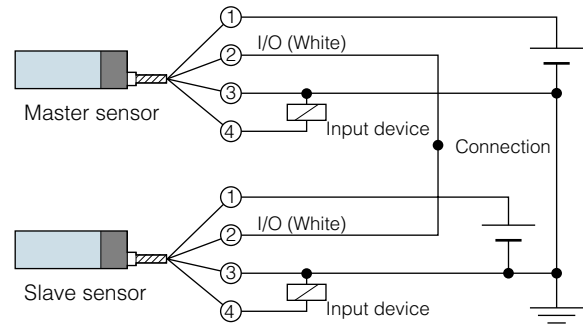 1
2 I/O (White)
3
4
Master sensor
Input device
Connection
1
2 I/O (White)
3
4
Slave sensor
Input device